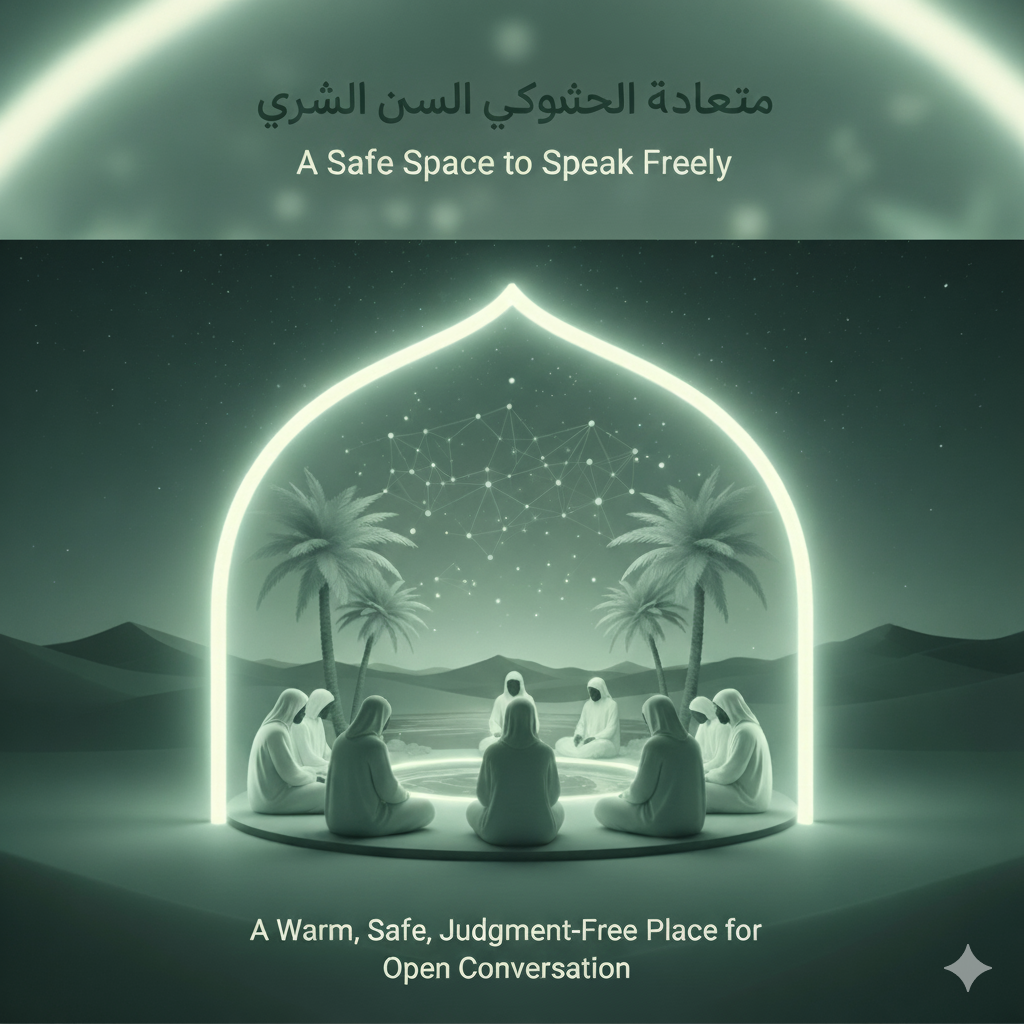 متعادة الحشوكي السن الشري
A Safe Space to Speak Freely
A Warm, Safe, Judgment-Free Place for
Open Conversation